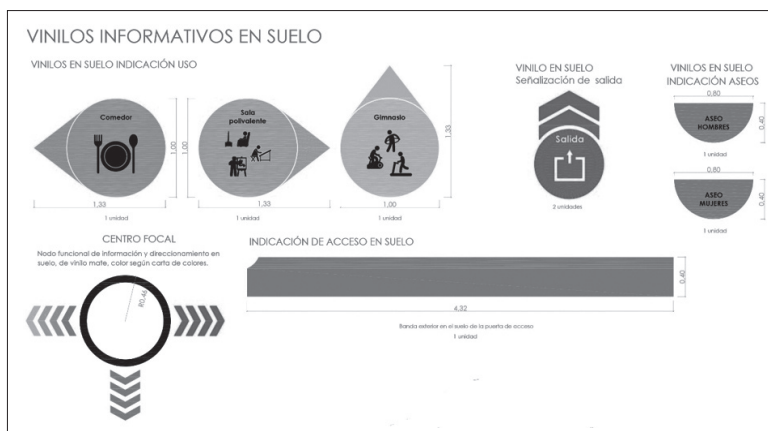 VINILOS INFORMATIVOS EN SUELO
VINILOS EN SUELO INDICACIÓN USO
Comedor
1,00
1,33
1 unidad
Sala
polivalente
1,00
1,33
1 unidad
Gimnasio
1,33
1,00
1 unidad
VINILO EN SUELO
Señalización de salida
Salida
2 unidades
VINILOS EN SUELO
INDICACIÓN ASEOS
0,80
ASEO
HOMBRES
0,40
1 unidad
0,80
ASEO
MUJERES
0,40
1 unidad
CENTRO FOCAL
Nodo funcional de información y direccionamiento en
suelo, de vinilo mate, color según carta de colores.
R0,46
INDICACIÓN DE ACCESO EN SUELO
0,40
4,32
Banda exterior en el suelo de la puerta de acceso
1 unidad